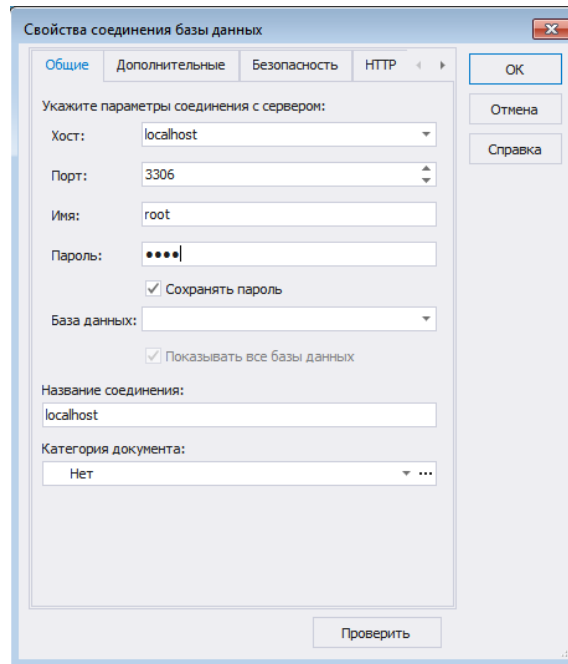 Свойства соединения базы данных
Общие Дополнительные Безопасность HTTP
OK
Отмена
Справка
Укажите параметры соединения с сервером:
Хост: localhost
Порт: 3306
Имя: root
Пароль: ●●●●
Сохранять пароль
База данных:
Показывать все базы данных
Название соединения:
localhost
Категория документа:
Нет ...
Проверить